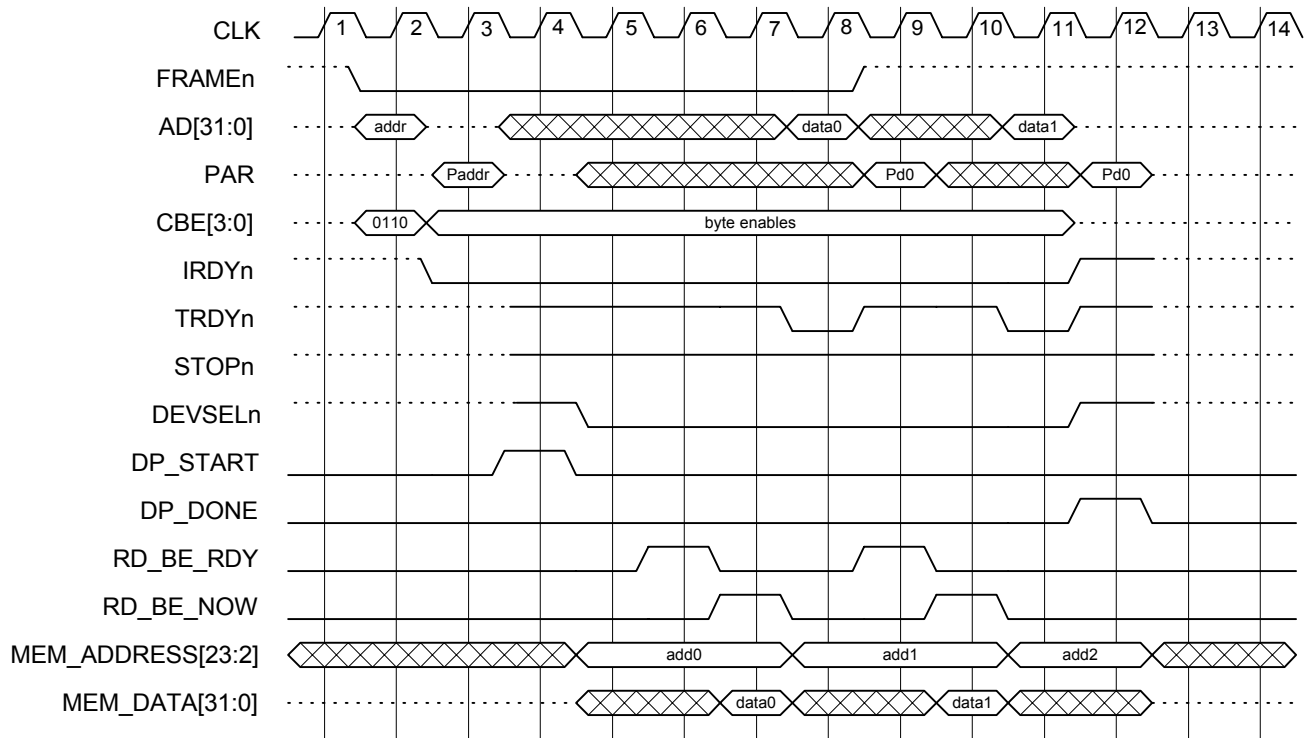 CLK 1 2 3 4 5 6 7 8 9 10 11 12 13 14
FRAMEn
AD[31:0] addr data0 data1
PAR Paddr Pd0 Pd0
CBE[3:0] 0110 byte enables
IRDYn
TRDYn
STOPn
DEVSELn
DP_START
DP_DONE
RD_BE_RDY
RD_BE_NOW
MEM_ADDRESS[23:2] add0 add1 add2
MEM_DATA[31:0] data0 data1